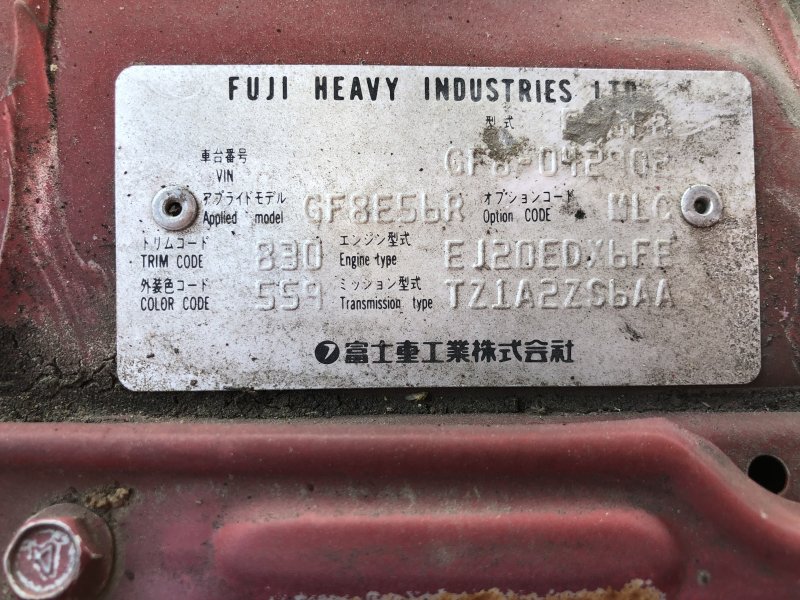 FUJI HEAVY INDUSTRIES LTD.
型式
車台番号
VIN
アプライドモデル GF8E56R オプションコード WLC
Applied model Option CODE
トリムコード 830 エンジン型式 EJ20EDX6FE
TRIM CODE Engine type
外装色コード 559 ミッション型式 TZ1A2ZS6AA
COLOR CODE Transmission type
富士重工業株式会社